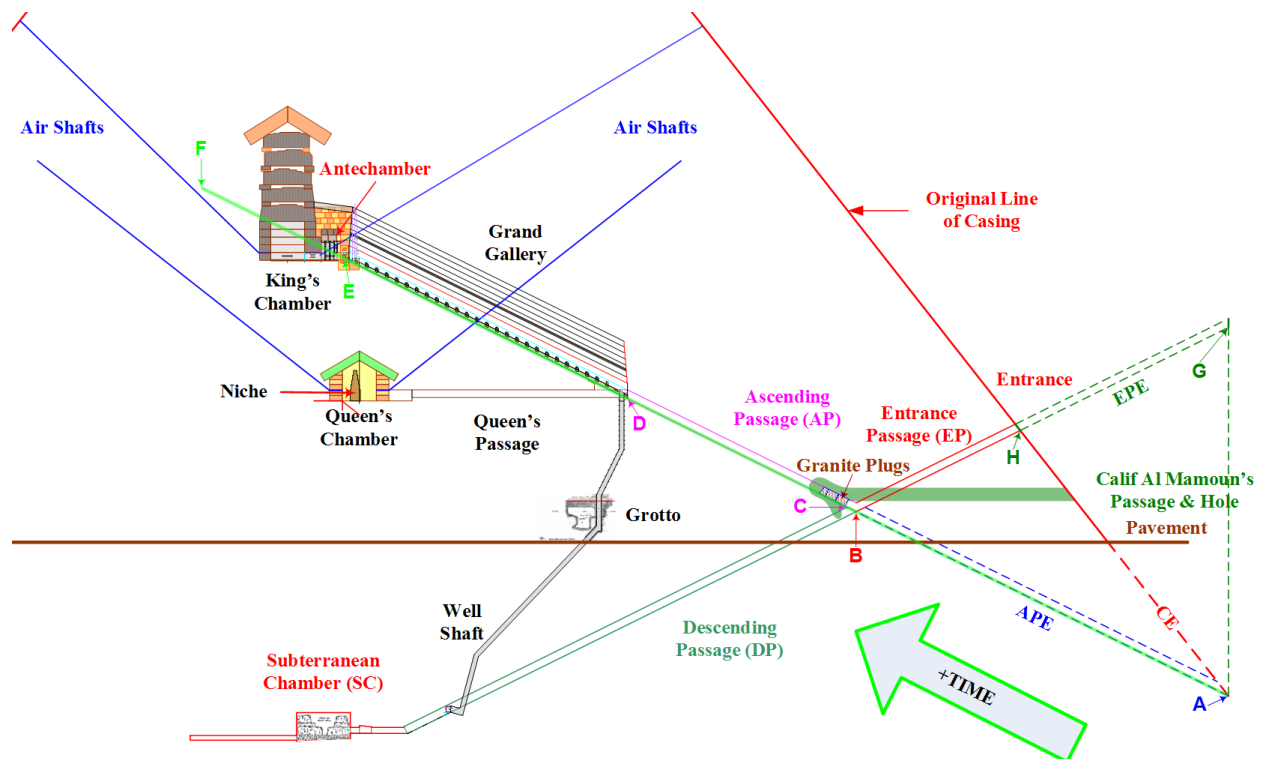 Air Shafts
Air Shafts
F
Antechamber
Original Line
of Casing
Grand
Gallery
King's
Chamber
E
G
Entrance
EPE
Niche
Queen's
Chamber
Queen's
Passage
D
Ascending
Passage (AP)
Entrance
Passage (EP)
H
Granite Plugs
Calif Al Mamoun's
Passage & Hole
C
Grotto
Pavement
B
Well
Shaft
APE
CE
Descending
Passage (DP)
Subterranean
Chamber (SC)
+TIME
A